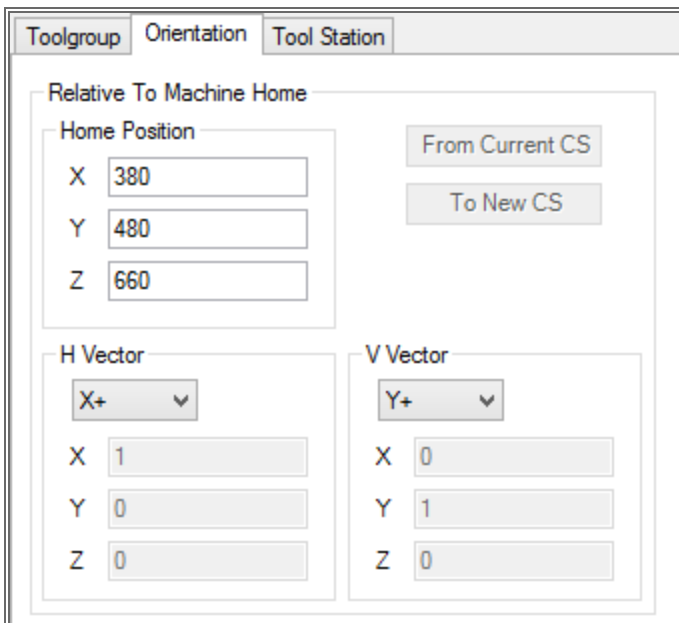 Toolgroup Orientation Tool Station
Relative To Machine Home
Home Position
X 380
Y 480
Z 660
From Current CS
To New CS
H Vector
X+
X 1
Y 0
Z 0
V Vector
Y+
X 0
Y 1
Z 0